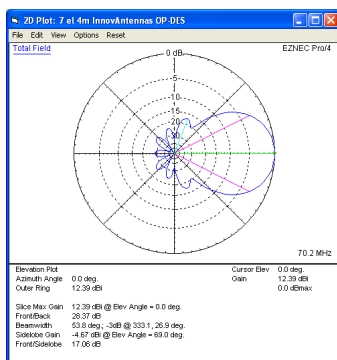 2D Plot: 7 el 4m InnovAntennas OP-DES
File Edit View Options Reset
Total Field
0 dB
EZNEC Pro/4
-5
-10
-15
-20
-30
70.2 MHz
Elevation Plot
Azimuth Angle 0.0 deg.
Outer Ring 12.39 dBi
Cursor Elev 0.0 deg.
Gain 12.39 dBi
0.0 dBmax
Slice Max Gain 12.39 dBi @ Elev Angle = 0.0 deg.
Front/Back 28.37 dB
Beamwidth 53.8 deg.; -3dB @ 333.1, 26.9 deg.
Sidelobe Gain -4.67 dBi @ Elev Angle = 69.0 deg.
Front/Sidelobe 17.06 dB